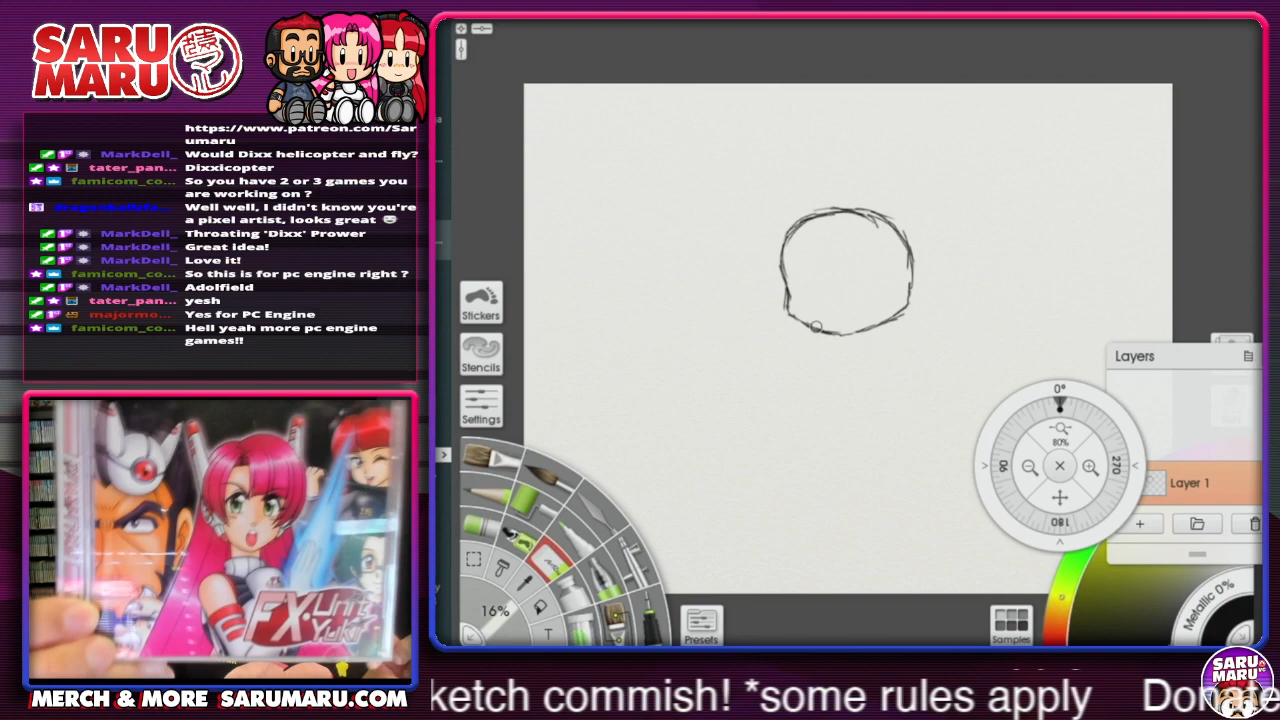 SARU
MARU
https://www.patreon.com/Sar
umaru
MarkDell_ Would Dixx helicopter and fly?
tater_pan... Dixxicopter
famicom_co... So you have 2 or 3 games you
are working on ?
Well well, I didn't know you're
a pixel artist, looks great
MarkDell_ Throating 'Dixx' Prower
MarkDell_ Great idea!
MarkDell_ Love it!
famicom_co... So this is for pc engine right ?
MarkDell_ Adolfield
tater_pan... yesh
majormo... Yes for PC Engine
famicom_co... Hell yeah more pc engine
games!!
FX-Unit
Yuki
MERCH & MORE SARUMARU.COM
Stickers
Stencils
Settings
16%
T
Presets
Samples
Layers
Layer 1
0°
80%
90
270
180
Metallic 0%
ketch commish! *some rules apply Donate
SARU
MARU